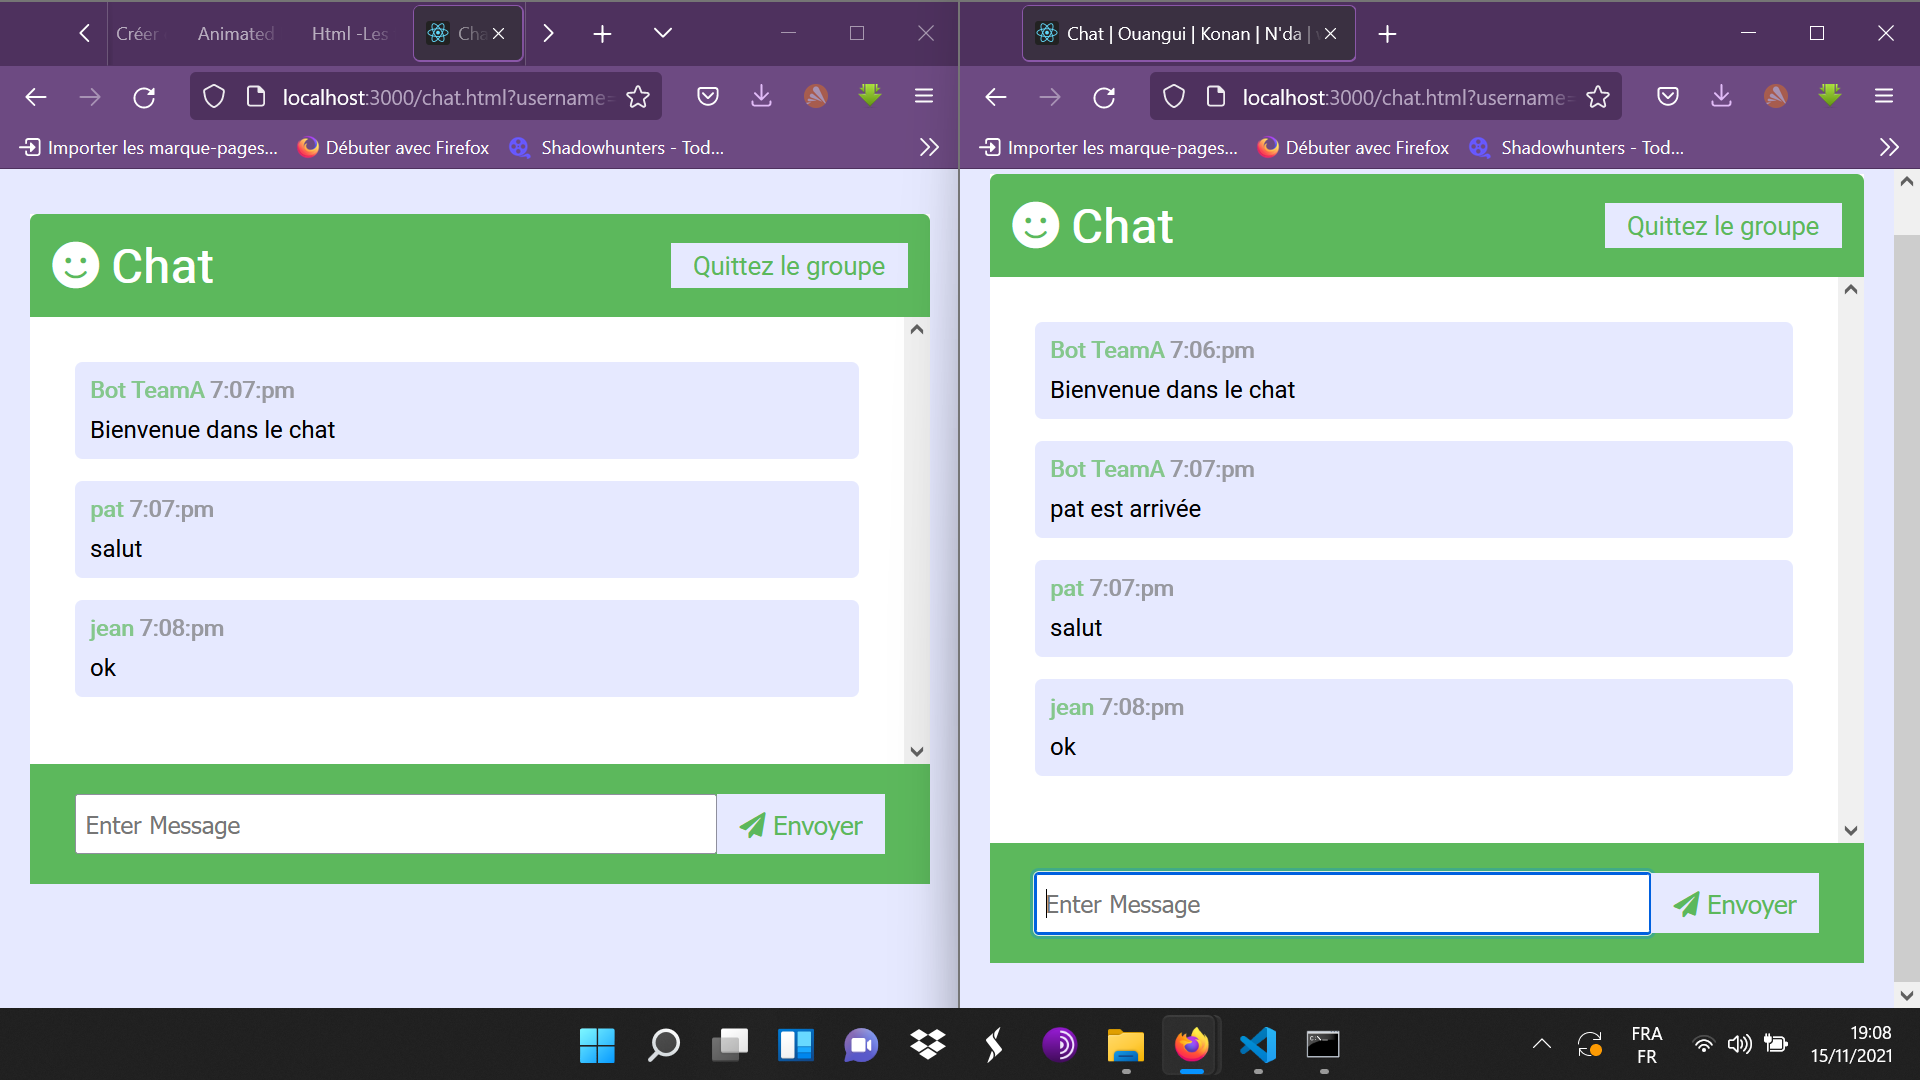 Créer
Animated
Html -Les
Cha
localhost:3000/chat.html?username=
Importer les marque-pages...
Débuter avec Firefox
Shadowhunters - Tod...
Chat
Quittez le groupe
Bot TeamA 7:07:pm
Bienvenue dans le chat
pat 7:07:pm
salut
jean 7:08:pm
ok
Enter Message
Envoyer
Chat | Ouangui | Konan | N'da |
localhost:3000/chat.html?username=
Importer les marque-pages...
Débuter avec Firefox
Shadowhunters - Tod...
Chat
Quittez le groupe
Bot TeamA 7:06:pm
Bienvenue dans le chat
Bot TeamA 7:07:pm
pat est arrivée
pat 7:07:pm
salut
jean 7:08:pm
ok
Enter Message
Envoyer
FRA
FR
19:08
15/11/2021